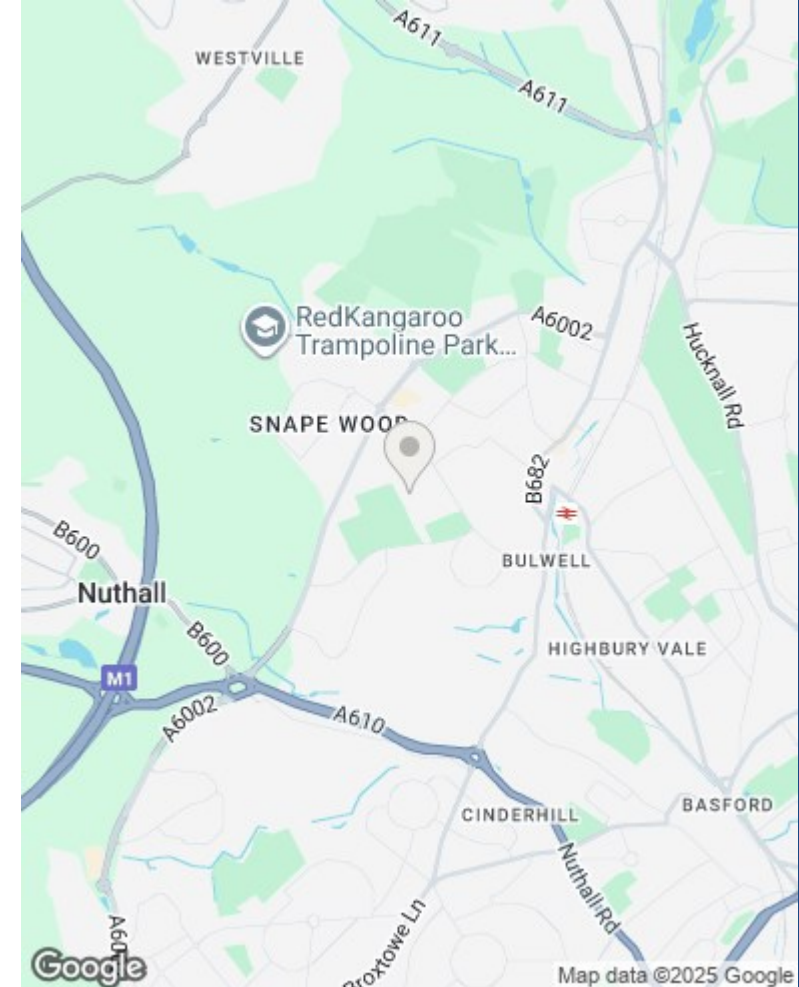 A611
WESTVILLE
A611
RedKangaroo
Trampoline Park...
A6002
Hucknall Rd
SNAPE WOOD
B682
B600
BULWELL
Nuthall
B600
HIGHBURY VALE
M1
A6002
A610
BASFORD
CINDERHILL
Nuthall Rd
Broxtowe Ln
Google
Map data ©2025 Google